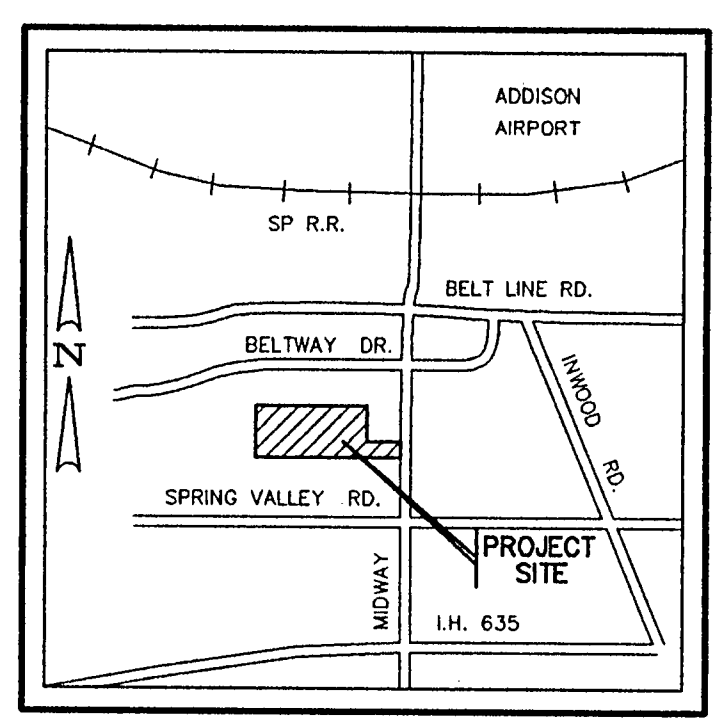 ADDISON
AIRPORT
SP R.R.
BELT LINE RD.
BELTWAY DR.
N
INWOOD RD.
SPRING VALLEY RD.
PROJECT
SITE
MIDWAY
I.H. 635